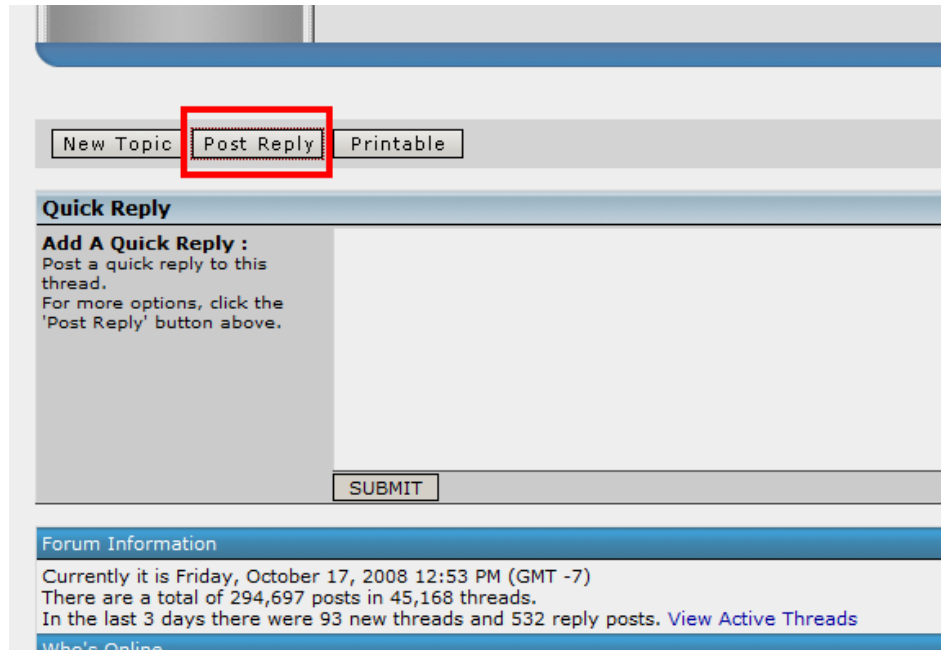 New Topic Post Reply Printable
Quick Reply
Add A Quick Reply :
Post a quick reply to this
thread.
For more options, click the
'Post Reply' button above.
SUBMIT
Forum Information
Currently it is Friday, October 17, 2008 12:53 PM (GMT -7)
There are a total of 294,697 posts in 45,168 threads.
In the last 3 days there were 93 new threads and 532 reply posts. View Active Threads
Who's Online